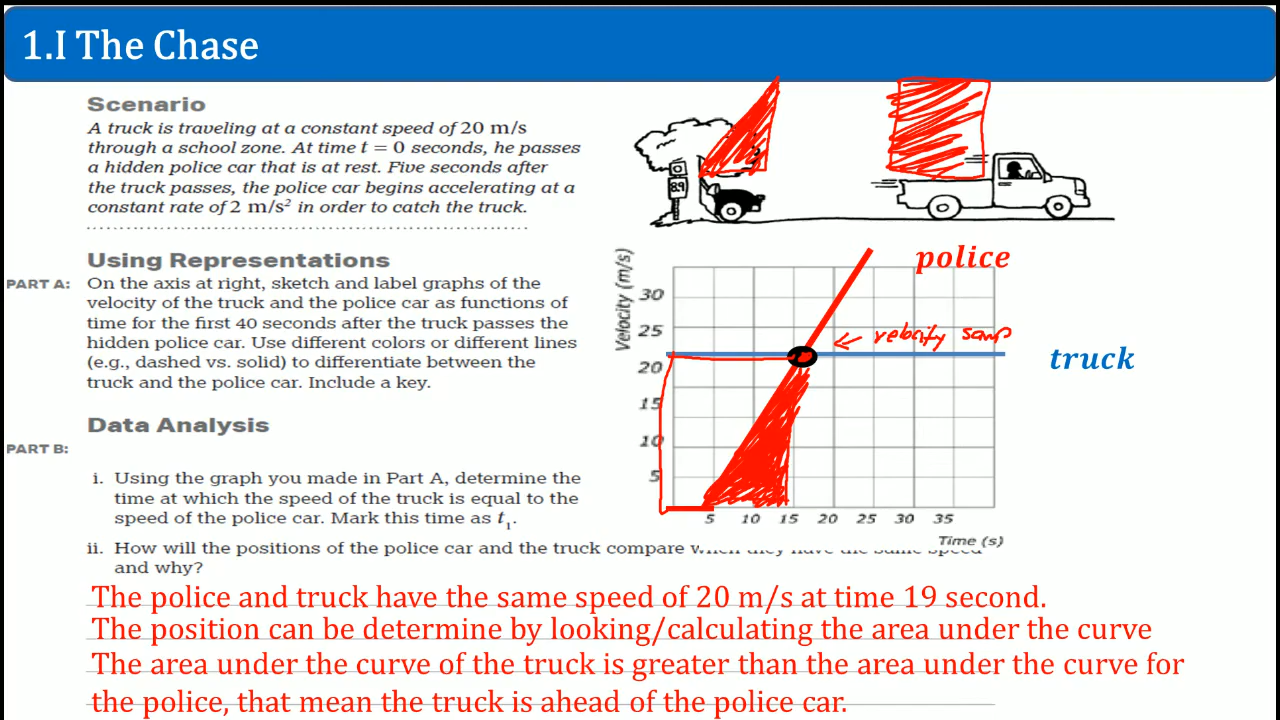 1.I The Chase
Scenario
A truck is traveling at a constant speed of 20 m/s
through a school zone. At time t = 0 seconds, he passes
a hidden police car that is at rest. Five seconds after
the truck passes, the police car begins accelerating at a
constant rate of 2 m/s² in order to catch the truck.
89
Using Representations
PART A:
On the axis at right, sketch and label graphs of the
velocity of the truck and the police car as functions of
time for the first 40 seconds after the truck passes the
hidden police car. Use different colors or different lines
(e.g., dashed vs. solid) to differentiate between the
truck and the police car. Include a key.
Velocity (m/s)
30
25
20
15
10
5
5 10 15 20 25 30 35
Time (s)
police
velocity same
truck
Data Analysis
PART B:
i. Using the graph you made in Part A, determine the
time at which the speed of the truck is equal to the
speed of the police car. Mark this time as t₁.
ii. How will the positions of the police car and the truck compare when they have the same speed
and why?
The police and truck have the same speed of 20 m/s at time 19 second.
The position can be determine by looking/calculating the area under the curve
The area under the curve of the truck is greater than the area under the curve for
the police, that mean the truck is ahead of the police car.